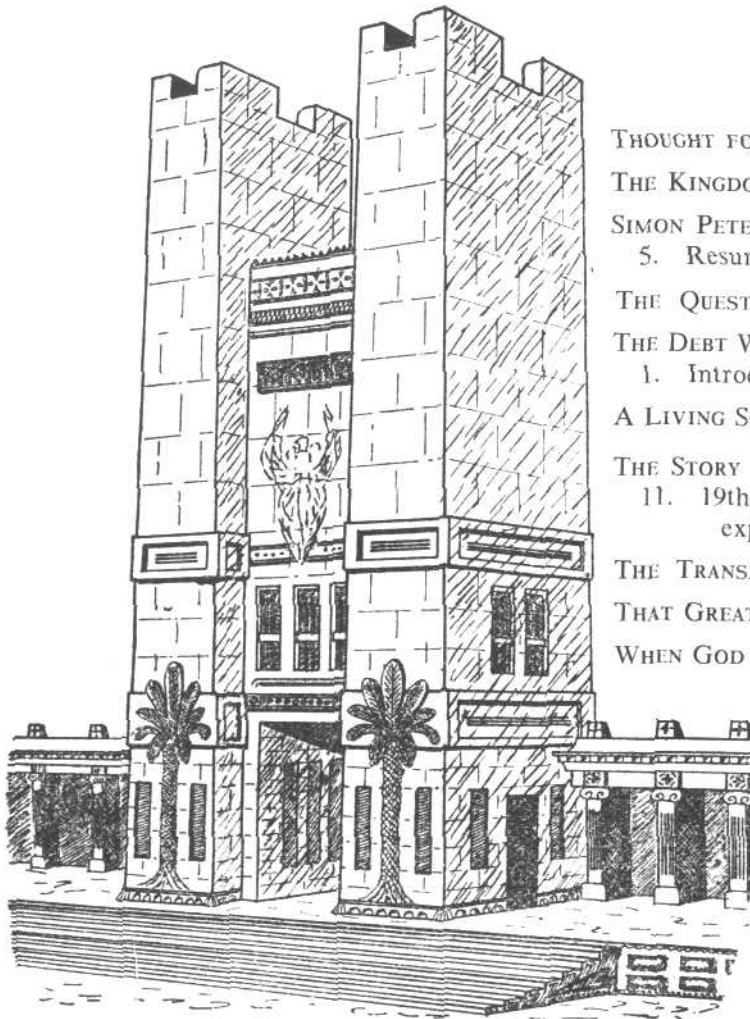 THOUGHT FO
THE KINGDO
SIMON PETE
5. Resur
THE QUEST
THE DEBT W
1. Introd
A LIVING S
THE STORY
11. 19th
exp
THE TRANS
THAT GREAT
WHEN GOD